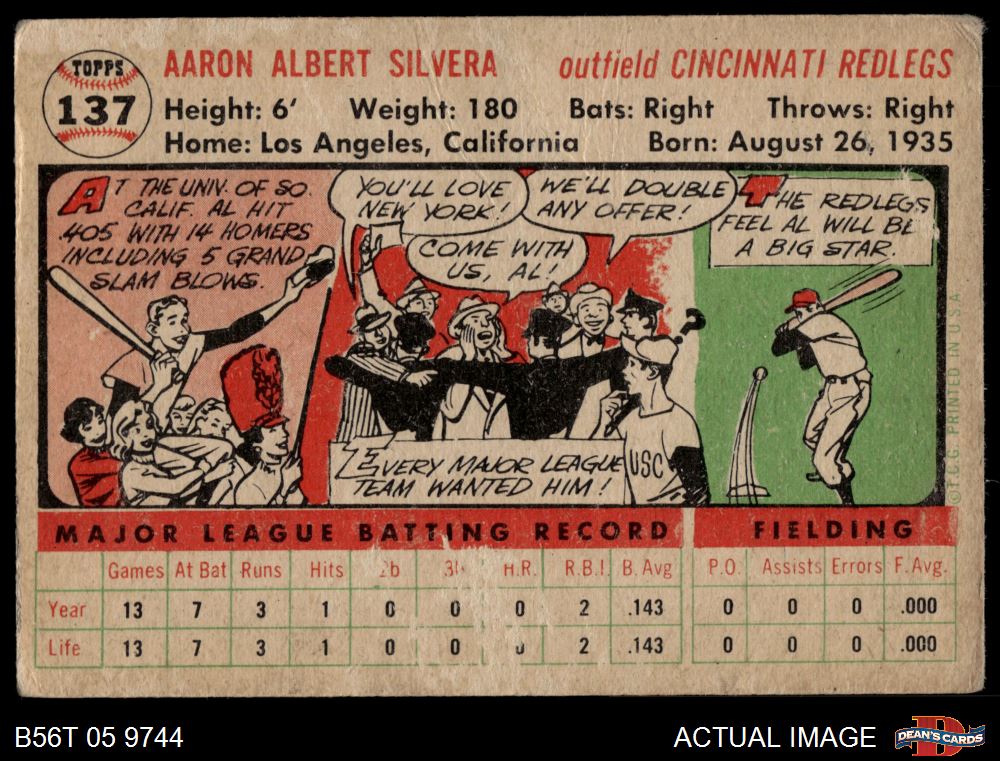 TOPPS
137
AARON ALBERT SILVERA outfield CINCINNATI REDLEGS
Height: 6' Weight: 180 Bats: Right Throws: Right
Home: Los Angeles, California Born: August 26, 1935
AT THE UNIV. OF SO.
CALIF. AL HIT
.405 WITH 14 HOMERS
INCLUDING 5 GRAND
SLAM BLOWS.
YOU'LL LOVE
NEW YORK!
COME WITH
US, AL!
WE'LL DOUBLE
ANY OFFER!
?
USC
EVERY MAJOR LEAGUE
TEAM WANTED HIM!
THE REDLEGS
FEEL AL WILL BE
A BIG STAR.
©T.C.G. PRINTED IN U.S.A.
MAJOR LEAGUE BATTING RECORD FIELDING
Games At Bat Runs Hits 2b 3b H.R. R.B.I. B. Avg P.O. Assists Errors F. Avg.
Year 13 7 3 1 0 0 0 2 .143 0 0 0 .000
Life 13 7 3 1 0 0 0 2 .143 0 0 0 .000
B56T 05 9744 ACTUAL IMAGE DEAN'S CARDS